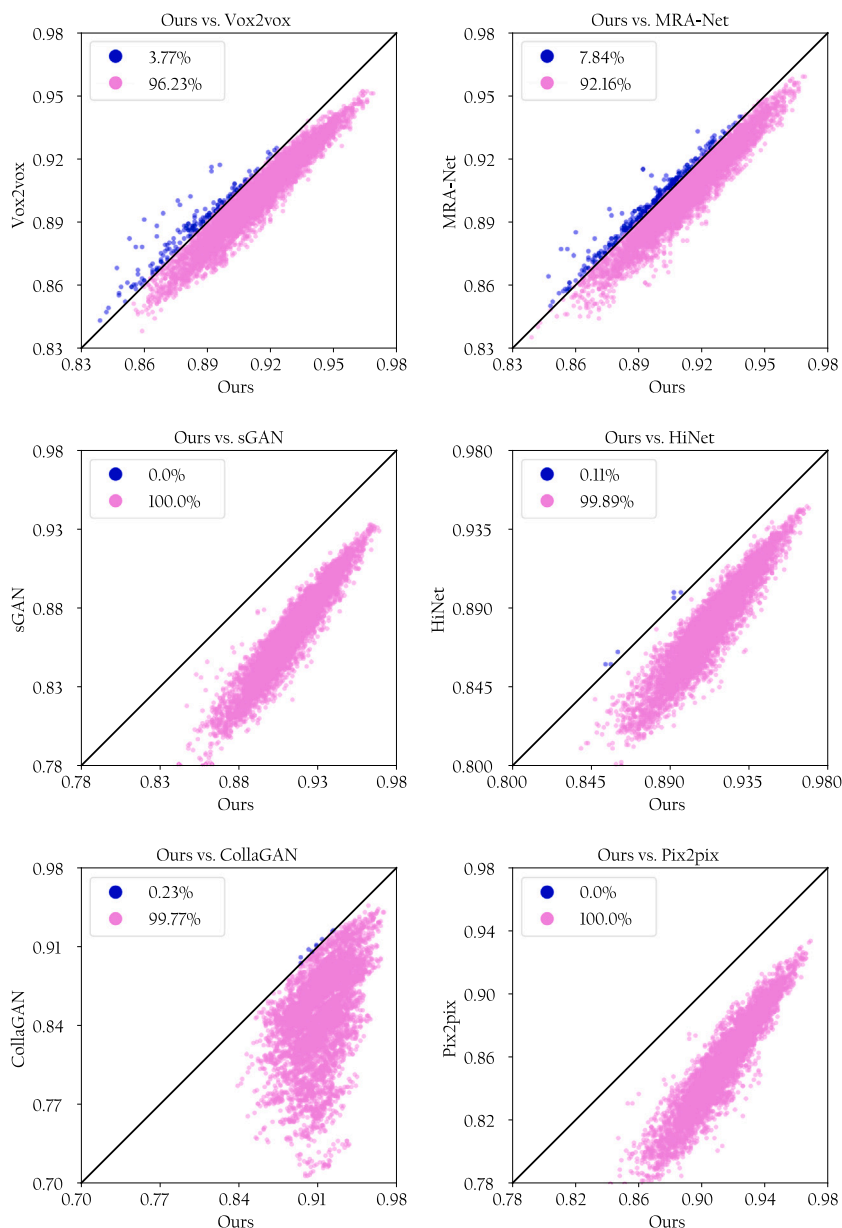 Ours vs. Vox2vox
0.98
0.95
0.92
0.89
0.86
0.83
Vox2vox
3.77%
96.23%
0.83 0.86 0.89 0.92 0.95 0.98
Ours
Ours vs. MRA-Net
0.98
0.95
0.92
0.89
0.86
0.83
MRA-Net
7.84%
92.16%
0.83 0.86 0.89 0.92 0.95 0.98
Ours
Ours vs. sGAN
0.98
0.93
0.88
0.83
0.78
sGAN
0.0%
100.0%
0.78 0.83 0.88 0.93 0.98
Ours
Ours vs. HiNet
0.980
0.935
0.890
0.845
0.800
HiNet
0.11%
99.89%
0.800 0.845 0.890 0.935 0.980
Ours
Ours vs. CollaGAN
0.98
0.91
0.84
0.77
0.70
CollaGAN
0.23%
99.77%
0.70 0.77 0.84 0.91 0.98
Ours
Ours vs. Pix2pix
0.98
0.94
0.90
0.86
0.82
0.78
Pix2pix
0.0%
100.0%
0.78 0.82 0.86 0.90 0.94 0.98
Ours